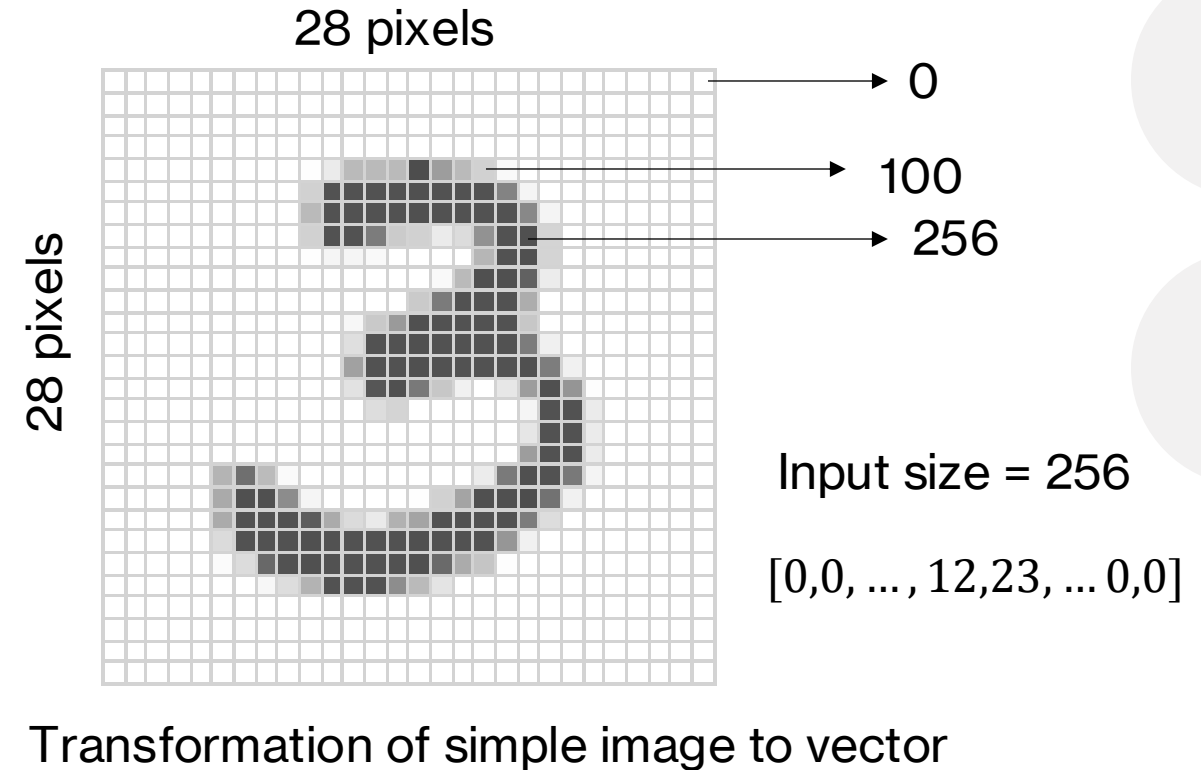 28 pixels
0
100
256
28 pixels
Input size = 256
[0,0, … , 12,23, … 0,0]
Transformation of simple image to vector